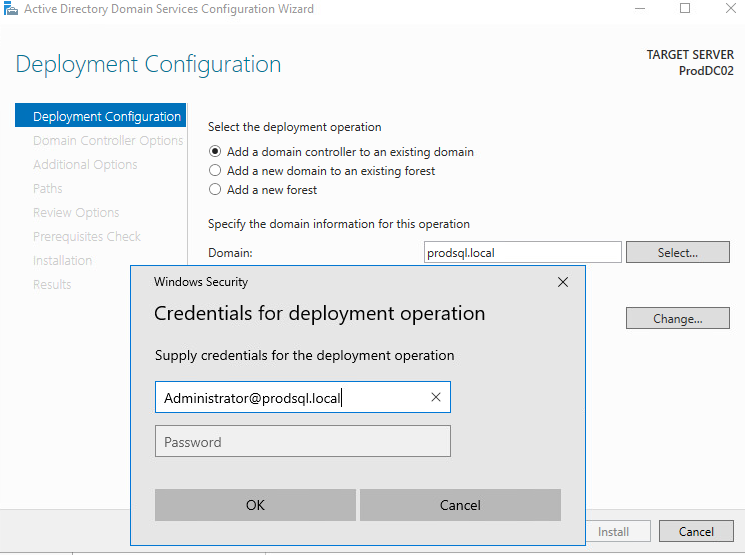 Active Directory Domain Services Configuration Wizard
Deployment Configuration
TARGET SERVER
ProdDC02
Deployment Configuration
Domain Controller Options
Additional Options
Paths
Review Options
Prerequisites Check
Installation
Results
Select the deployment operation
Add a domain controller to an existing domain
Add a new domain to an existing forest
Add a new forest
Specify the domain information for this operation
Domain:
prodsql.local
Select...
Change...
Windows Security
Credentials for deployment operation
Supply credentials for the deployment operation
Administrator@prodsql.local
Password
OK
Cancel
Install
Cancel